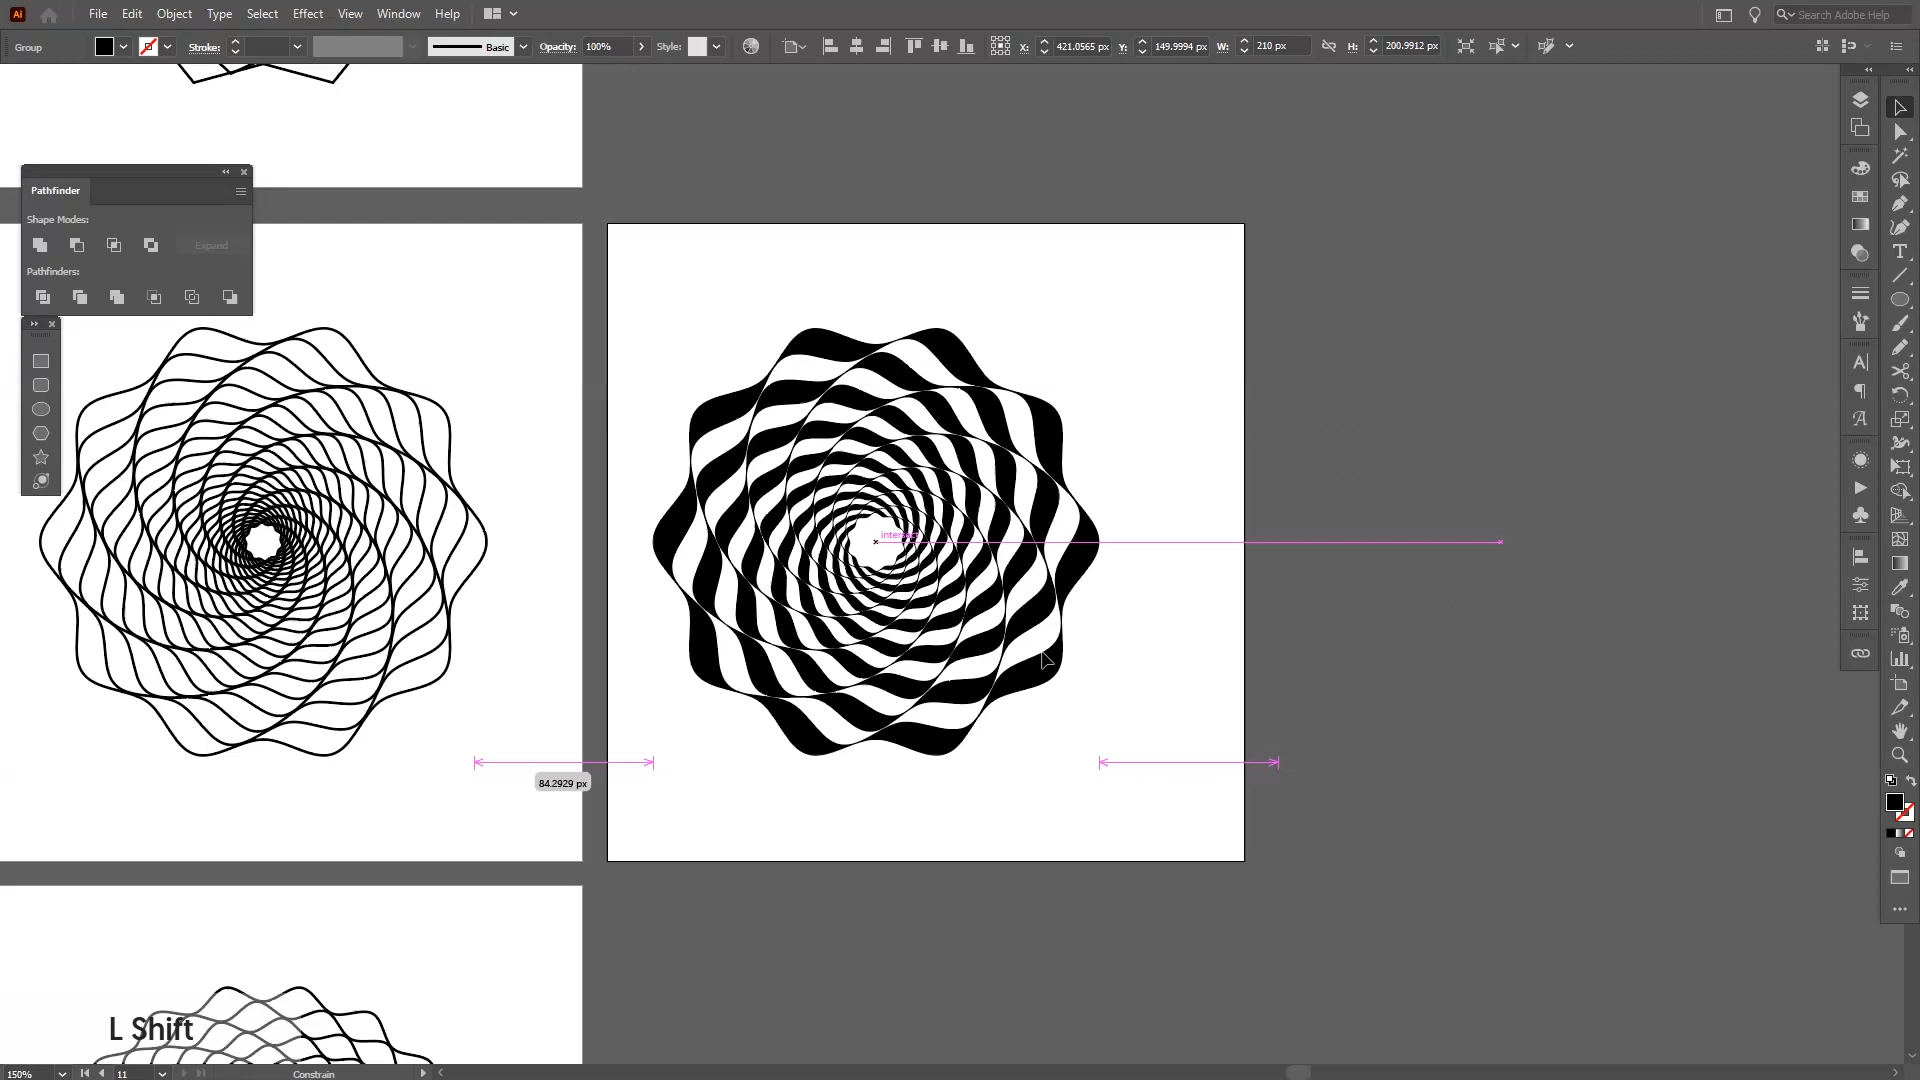 Ai File Edit Object Type Select Effect View Window Help Search Adobe Help
Group Stroke: Basic Opacity: 100% Style: X: 421.0565 px Y: 149.9994 px W: 210 px H: 200.9912 px
Pathfinder
Shape Modes:
Expand
Pathfinders:
intersect
84.2929 px
L Shift
150% 11 Constrain